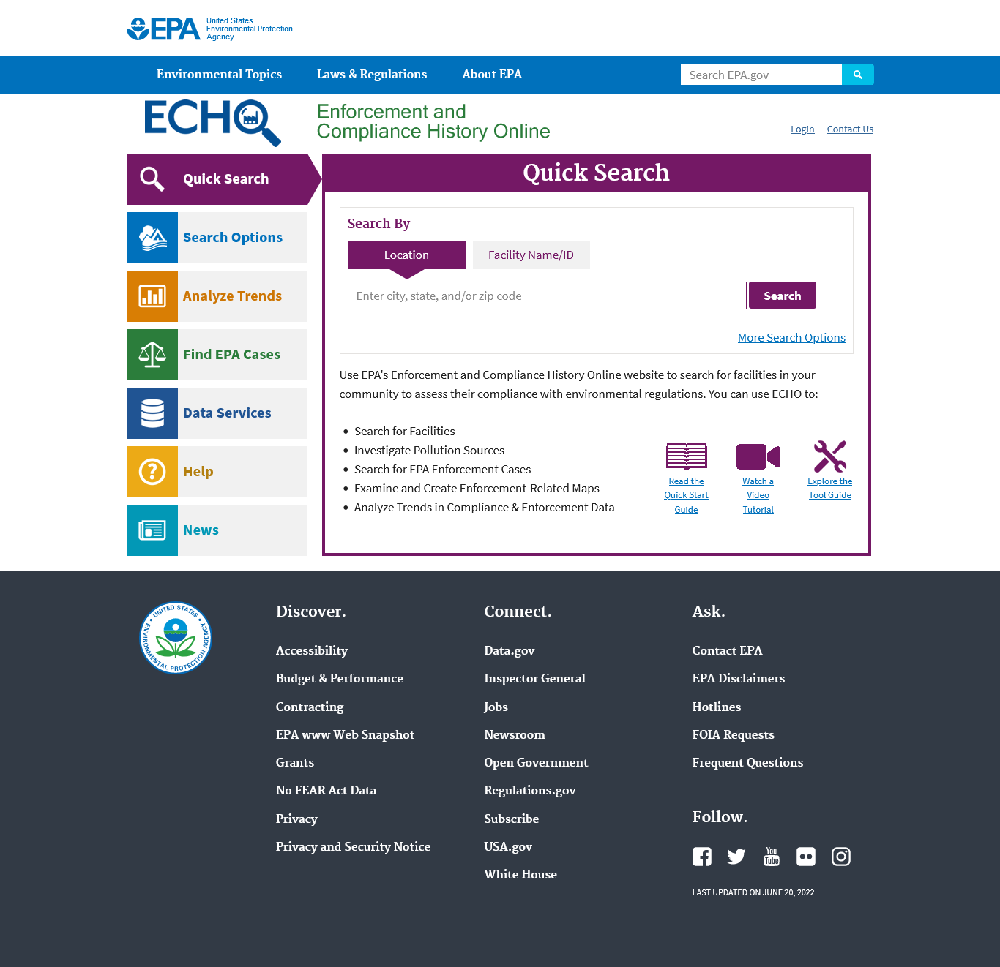 EPA
United States
Environmental Protection
Agency
Environmental Topics
Laws & Regulations
About EPA
Search EPA.gov
ECHO
Enforcement and
Compliance History Online
Login
Contact Us
Quick Search
Search Options
Analyze Trends
Find EPA Cases
Data Services
Help
News
Quick Search
Search By
Location
Facility Name/ID
Enter city, state, and/or zip code
Search
More Search Options
Use EPA's Enforcement and Compliance History Online website to search for facilities in your
community to assess their compliance with environmental regulations. You can use ECHO to:
• Search for Facilities
• Investigate Pollution Sources
• Search for EPA Enforcement Cases
• Examine and Create Enforcement-Related Maps
• Analyze Trends in Compliance & Enforcement Data
Read the
Quick Start
Guide
Watch a
Video
Tutorial
Explore the
Tool Guide
UNITED STATES
ENVIRONMENTAL PROTECTION AGENCY
Discover.
Accessibility
Budget & Performance
Contracting
EPA www Web Snapshot
Grants
No FEAR Act Data
Privacy
Privacy and Security Notice
Connect.
Data.gov
Inspector General
Jobs
Newsroom
Open Government
Regulations.gov
Subscribe
USA.gov
White House
Ask.
Contact EPA
EPA Disclaimers
Hotlines
FOIA Requests
Frequent Questions
Follow.
You
Tube
LAST UPDATED ON JUNE 20, 2022